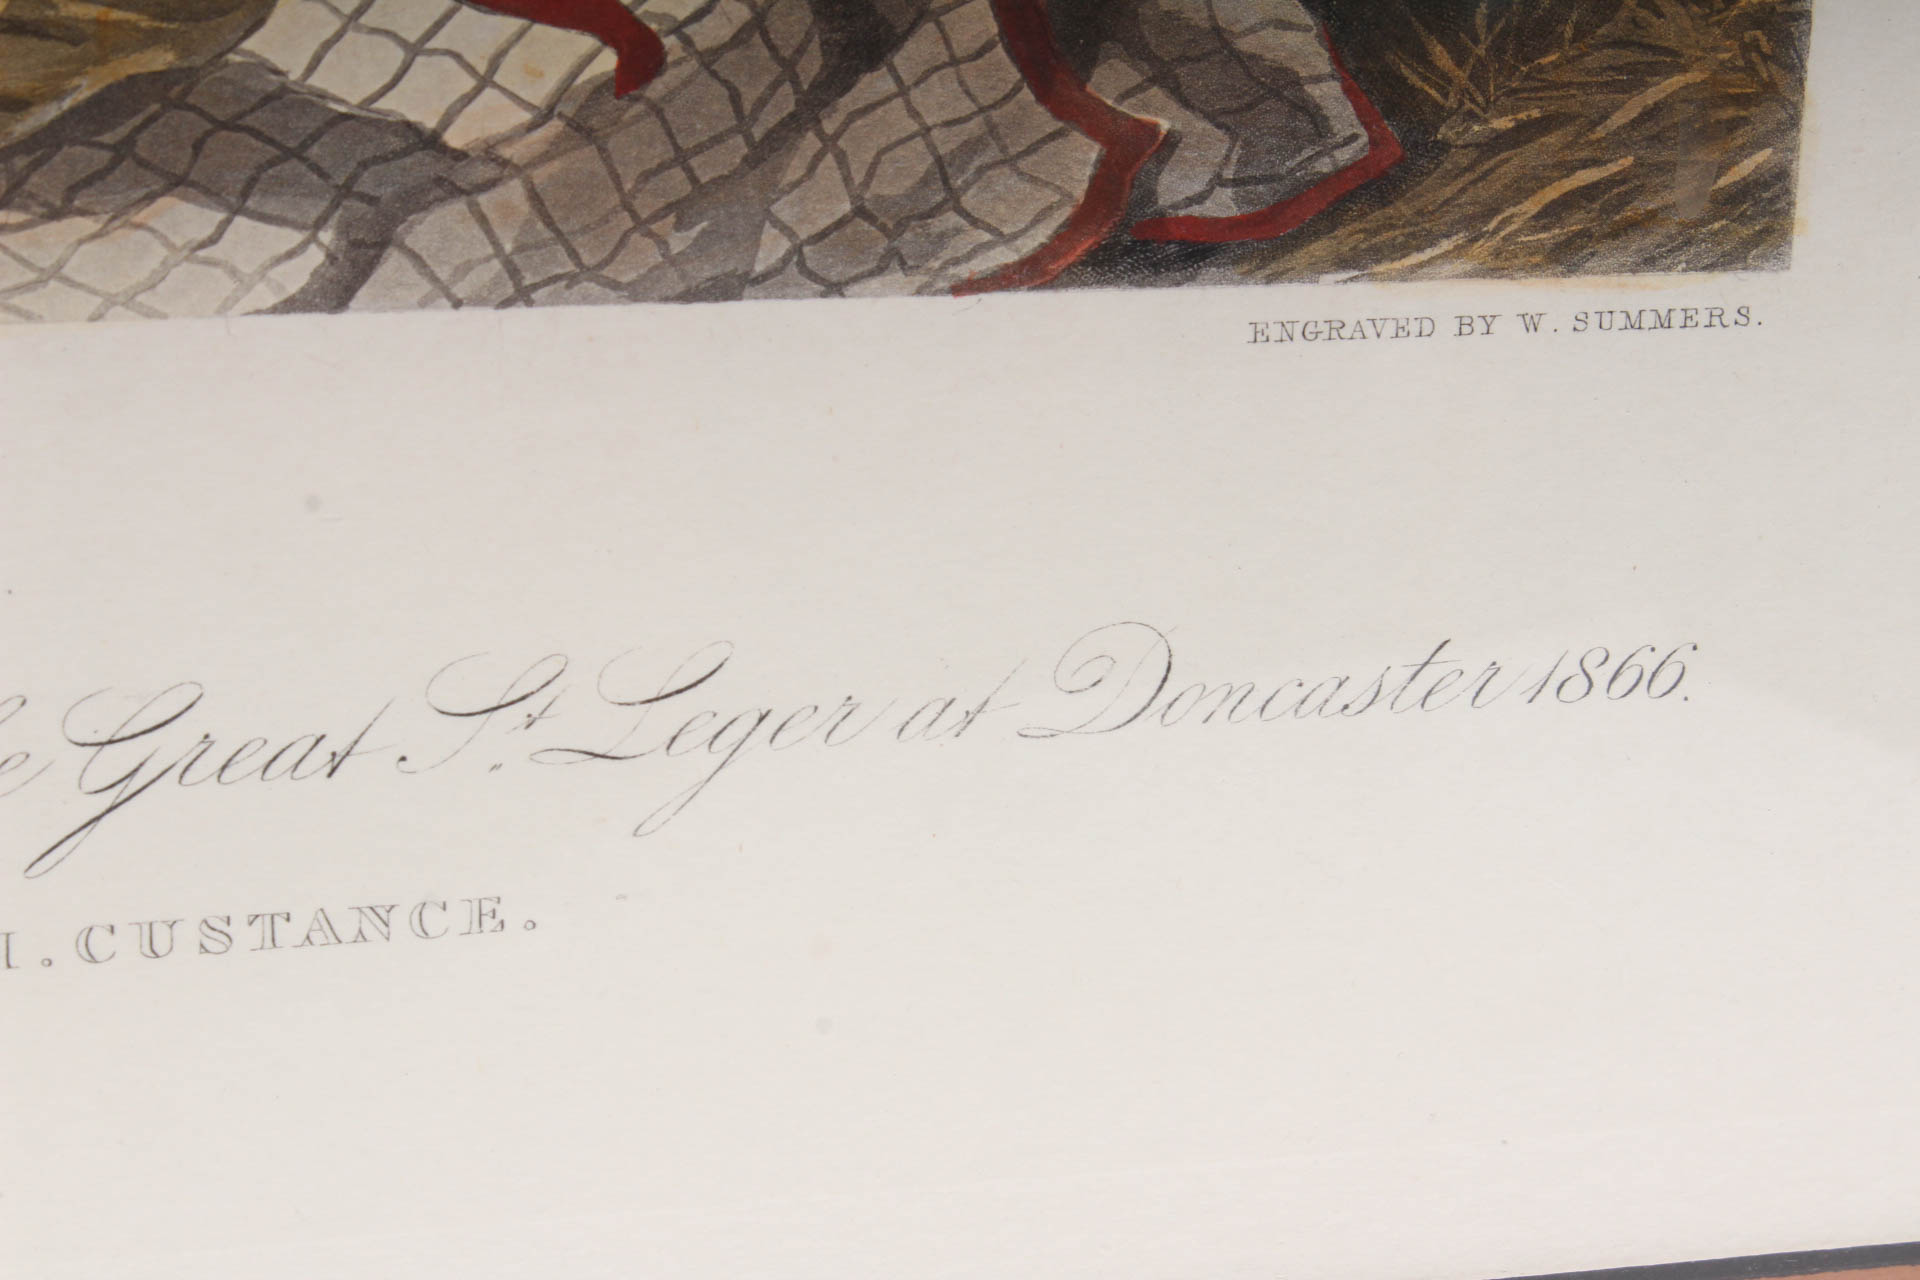 ENGRAVED BY W. SUMMERS.
Great St. Leger at Doncaster 1866.
CUSTANCE.